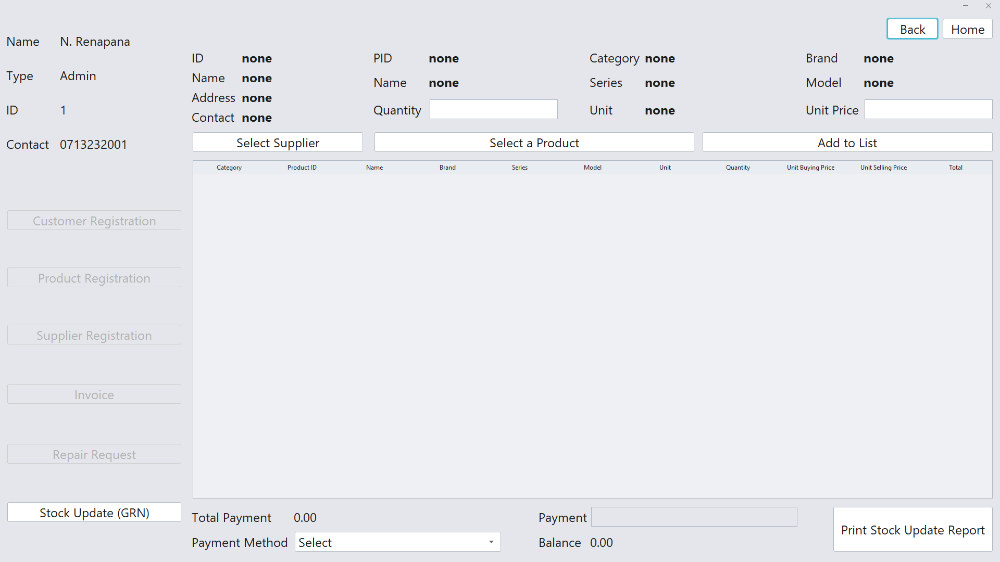 Back Home
Name N. Renapana
Type Admin
ID 1
Contact 0713232001
Customer Registration
Product Registration
Supplier Registration
Invoice
Repair Request
Stock Update (GRN)
ID none PID none Category none Brand none
Name none Name none Series none Model none
Address none
Contact none Quantity Unit none Unit Price
Select Supplier Select a Product Add to List
Category Product ID Name Brand Series Model Unit Quantity Unit Buying Price Unit Selling Price Total
Total Payment 0.00 Payment
Payment Method Select Balance 0.00
Print Stock Update Report